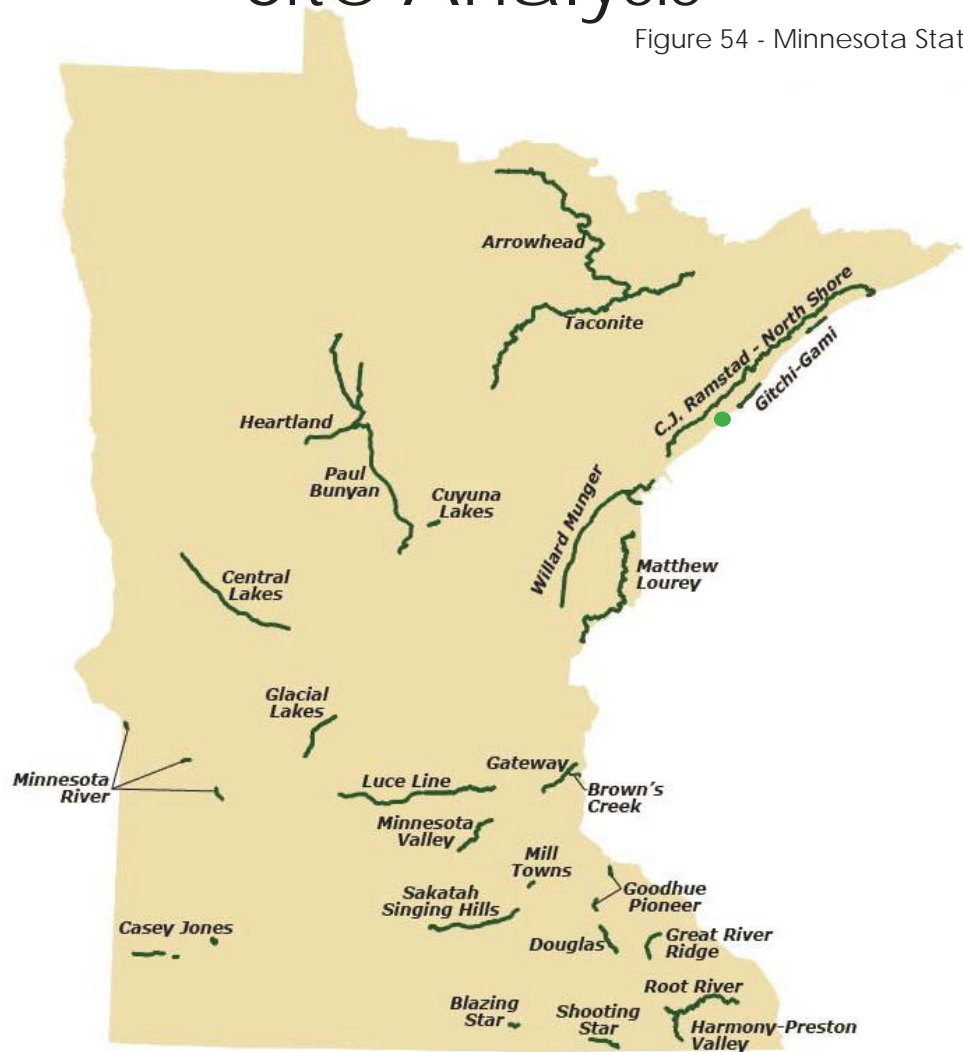 Site Analysis
Figure 54 - Minnesota Stat
Arrowhead
Taconite
C.J. Ramstad - North Shore
Gitchi-Gami
Heartland
Paul
Bunyan
Cuyuna
Lakes
Willard Munger
Central
Lakes
Matthew
Lourey
Glacial
Lakes
Minnesota
River
Luce Line
Gateway
Brown's
Creek
Minnesota
Valley
Mill
Towns
Sakatah
Singing Hills
Goodhue
Pioneer
Casey Jones
Douglas
Great River
Ridge
Root River
Blazing
Star
Shooting
Star
Harmony-Preston
Valley